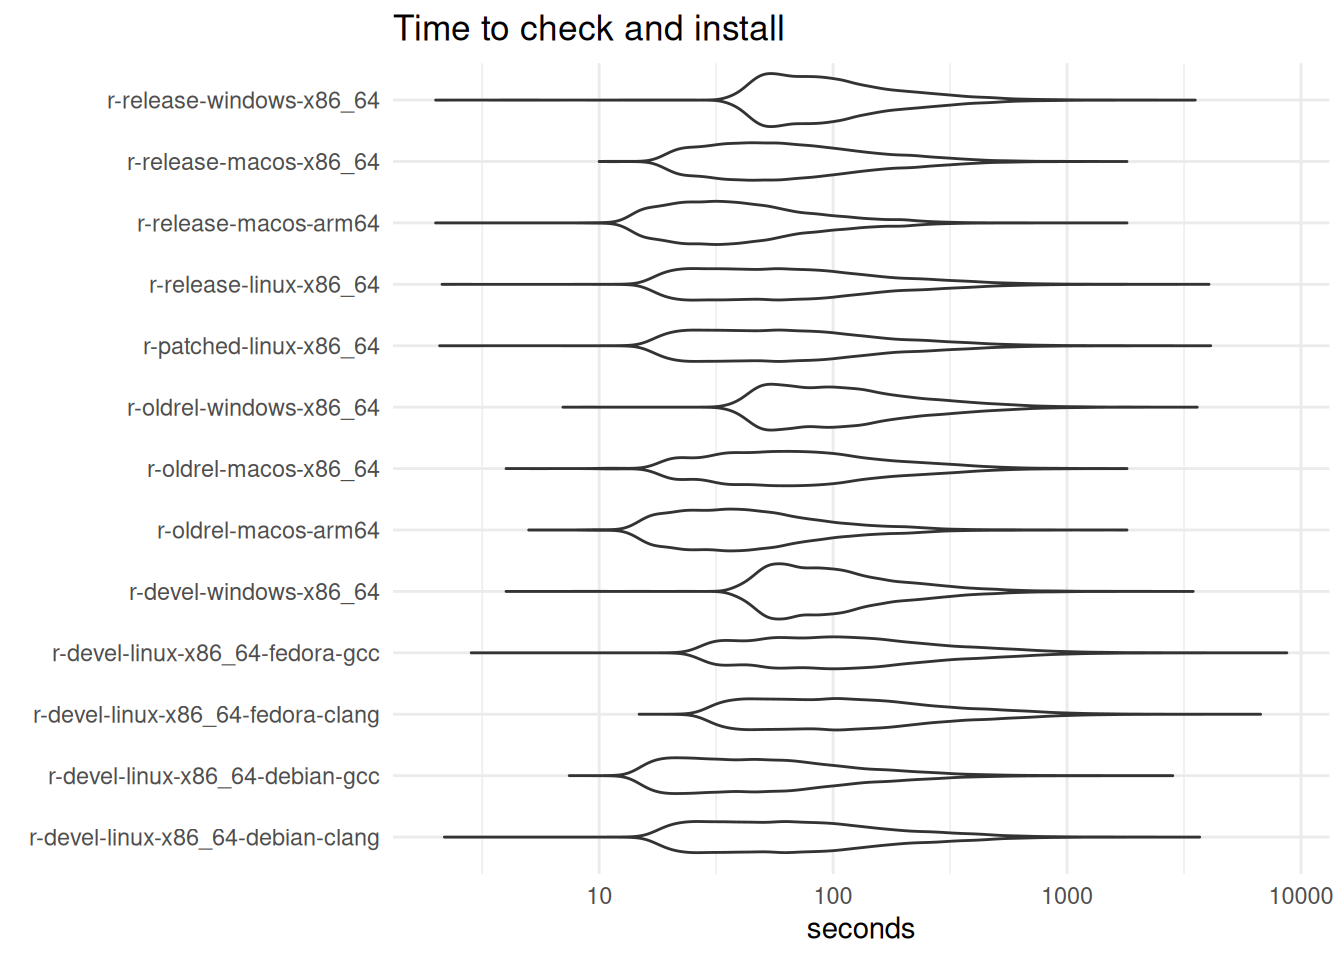 Time to check and install
r-release-windows-x86_64
r-release-macos-x86_64
r-release-macos-arm64
r-release-linux-x86_64
r-patched-linux-x86_64
r-oldrel-windows-x86_64
r-oldrel-macos-x86_64
r-oldrel-macos-arm64
r-devel-windows-x86_64
r-devel-linux-x86_64-fedora-gcc
r-devel-linux-x86_64-fedora-clang
r-devel-linux-x86_64-debian-gcc
r-devel-linux-x86_64-debian-clang
10 100 1000 10000
seconds